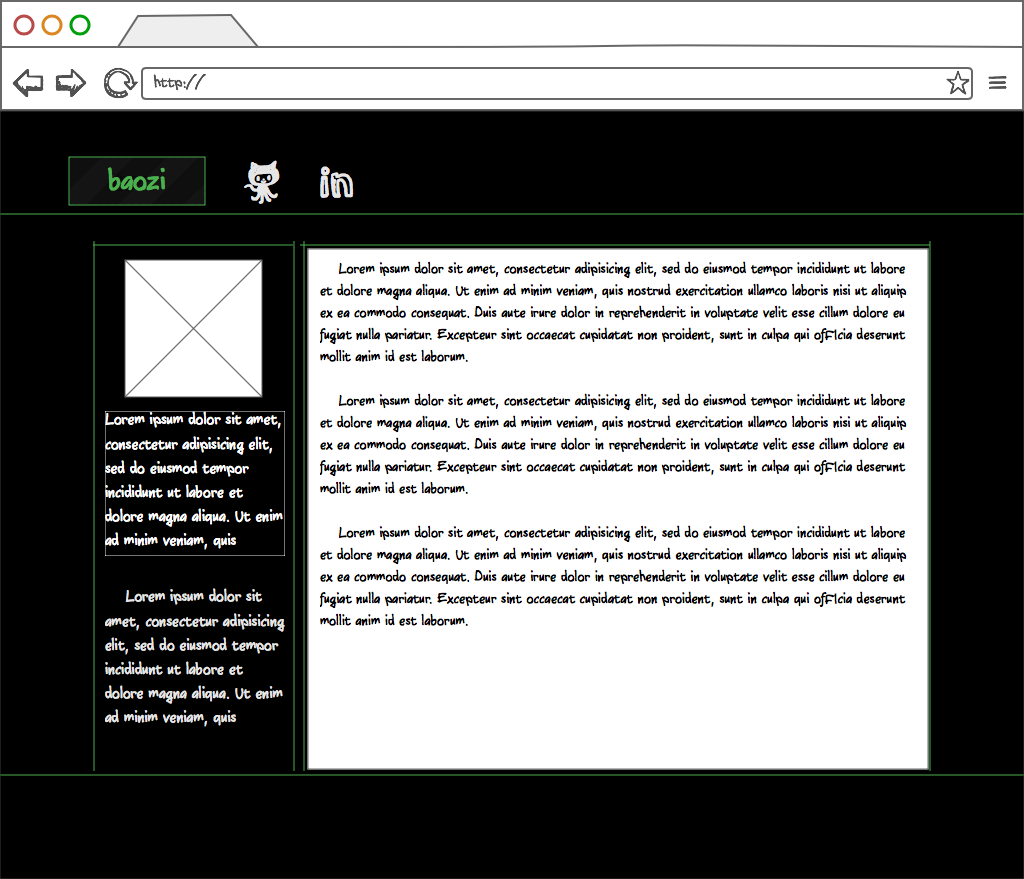 http://
baozi
in
Lorem ipsum dolor sit amet,
consectetur adipisicing elit,
sed do eiusmod tempor
incididunt ut labore et
dolore magna aliqua. Ut enim
ad minim veniam, quis
Lorem ipsum dolor sit
amet, consectetur adipisicing
elit, sed do eiusmod tempor
incididunt ut labore et
dolore magna aliqua. Ut enim
ad minim veniam, quis
Lorem ipsum dolor sit amet, consectetur adipisicing elit, sed do eiusmod tempor incididunt ut labore
et dolore magna aliqua. Ut enim ad minim veniam, quis nostrud exercitation ullamco laboris nisi ut aliquip
ex ea commodo consequat. Duis aute irure dolor in reprehenderit in voluptate velit esse cillum dolore eu
fugiat nulla pariatur. Excepteur sint occaecat cupidatat non proident, sunt in culpa qui officia deserunt
mollit anim id est laborum.
Lorem ipsum dolor sit amet, consectetur adipisicing elit, sed do eiusmod tempor incididunt ut labore
et dolore magna aliqua. Ut enim ad minim veniam, quis nostrud exercitation ullamco laboris nisi ut aliquip
ex ea commodo consequat. Duis aute irure dolor in reprehenderit in voluptate velit esse cillum dolore eu
fugiat nulla pariatur. Excepteur sint occaecat cupidatat non proident, sunt in culpa qui officia deserunt
mollit anim id est laborum.
Lorem ipsum dolor sit amet, consectetur adipisicing elit, sed do eiusmod tempor incididunt ut labore
et dolore magna aliqua. Ut enim ad minim veniam, quis nostrud exercitation ullamco laboris nisi ut aliquip
ex ea commodo consequat. Duis aute irure dolor in reprehenderit in voluptate velit esse cillum dolore eu
fugiat nulla pariatur. Excepteur sint occaecat cupidatat non proident, sunt in culpa qui officia deserunt
mollit anim id est laborum.